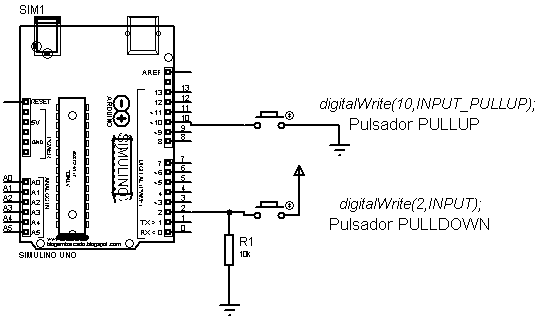 SIM1
AREF
RESET
13
12
~11
~10
~9
8
13
12
11
10
9
8
5V
POWER
GND
ARDUINO
SIMULINO
A0
A1
A2
A3
A4
A5
A0
A1
A2
A3
A4
A5
ANALOG IN
7
~6
~5
4
~3
2
TX > 1
RX < 0
7
6
5
4
3
2
1
0
blogembarcado.blogspot.com
SIMULINO UNO
R1
10k
digitalWrite(10,INPUT_PULLUP);
Pulsador PULLUP
digitalWrite(2,INPUT);
Pulsador PULLDOWN